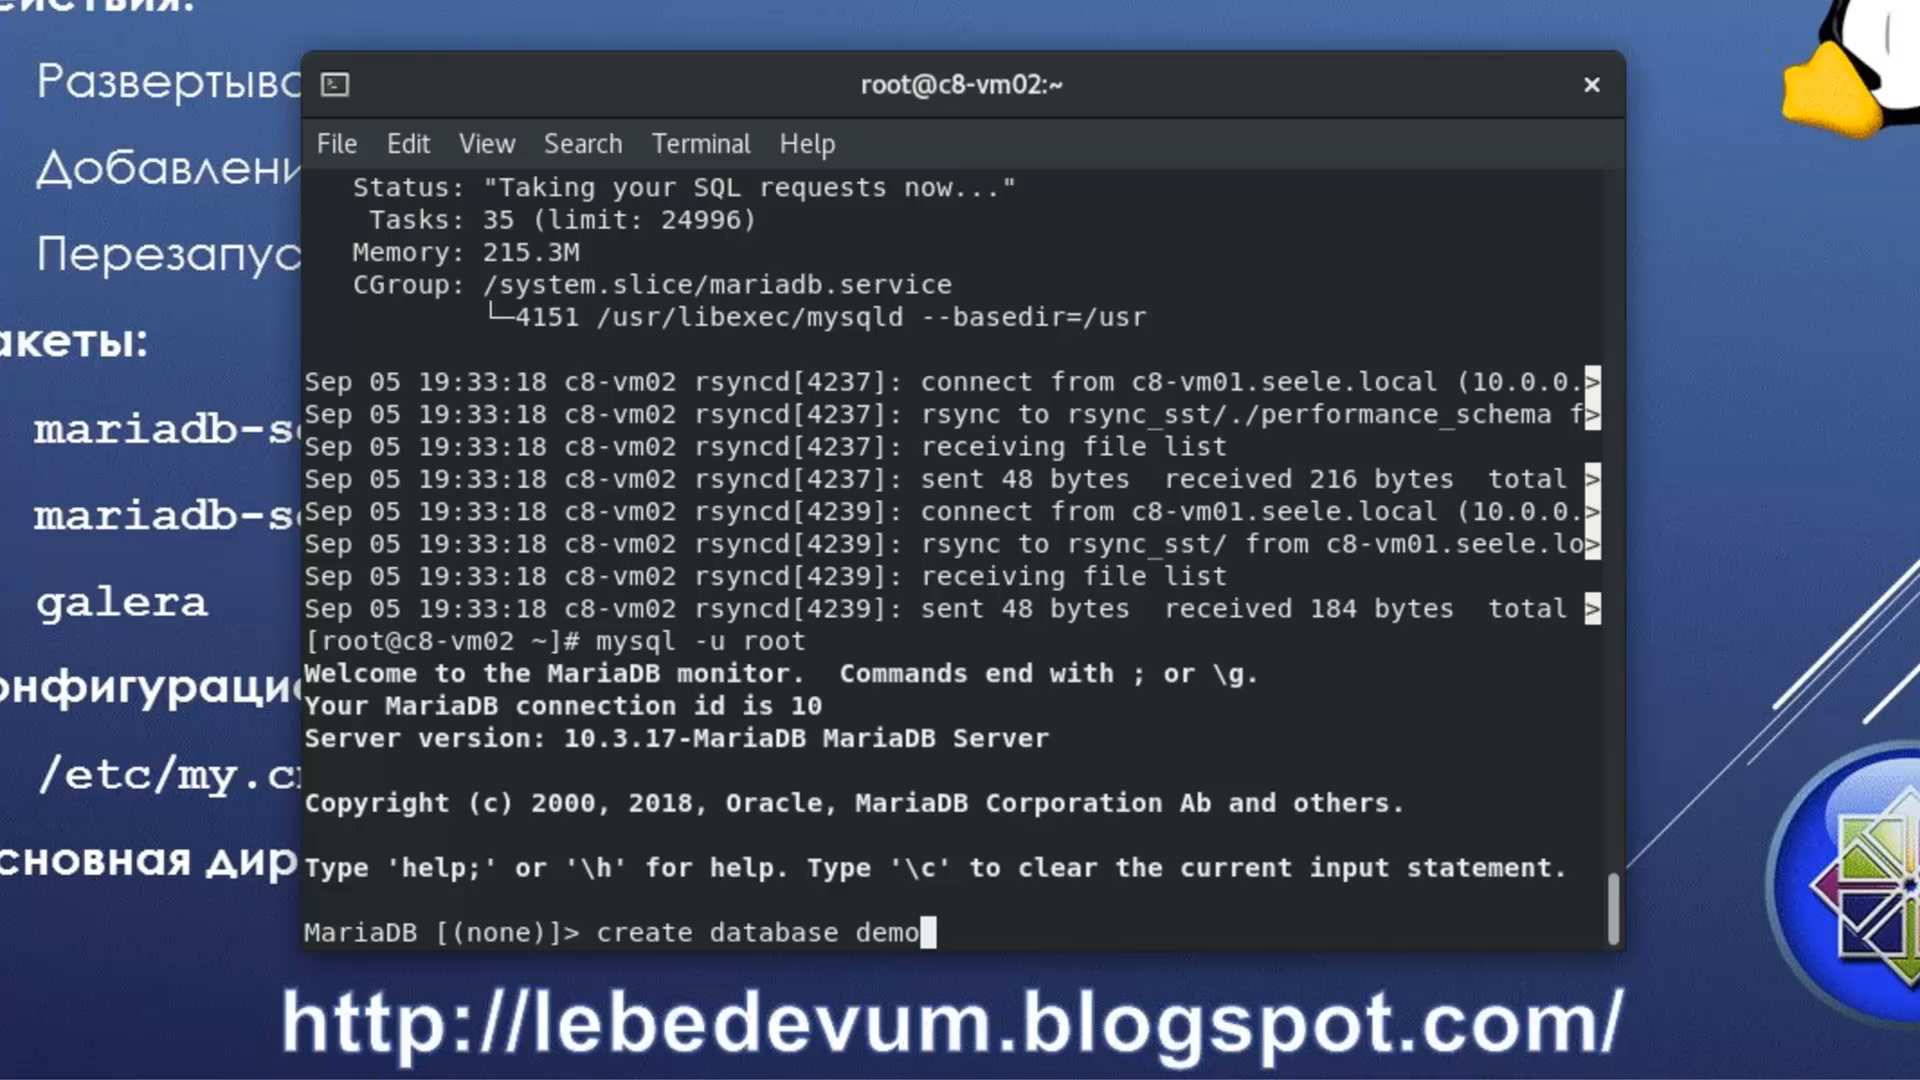 Развертыва
Добавлени
Перезапус
акеты:
mariadb-se
mariadb-se
galera
онфигурацио
/etc/my.c
сновная дир
root@c8-vm02:~
File Edit View Search Terminal Help
Status: "Taking your SQL requests now..."
Tasks: 35 (limit: 24996)
Memory: 215.3M
CGroup: /system.slice/mariadb.service
└─4151 /usr/libexec/mysqld --basedir=/usr
Sep 05 19:33:18 c8-vm02 rsyncd[4237]: connect from c8-vm01.seele.local (10.0.0.>
Sep 05 19:33:18 c8-vm02 rsyncd[4237]: rsync to rsync_sst/./performance_schema f>
Sep 05 19:33:18 c8-vm02 rsyncd[4237]: receiving file list
Sep 05 19:33:18 c8-vm02 rsyncd[4237]: sent 48 bytes  received 216 bytes  total >
Sep 05 19:33:18 c8-vm02 rsyncd[4239]: connect from c8-vm01.seele.local (10.0.0.>
Sep 05 19:33:18 c8-vm02 rsyncd[4239]: rsync to rsync_sst/ from c8-vm01.seele.lo>
Sep 05 19:33:18 c8-vm02 rsyncd[4239]: receiving file list
Sep 05 19:33:18 c8-vm02 rsyncd[4239]: sent 48 bytes  received 184 bytes  total >
[root@c8-vm02 ~]# mysql -u root
Welcome to the MariaDB monitor.  Commands end with ; or \g.
Your MariaDB connection id is 10
Server version: 10.3.17-MariaDB MariaDB Server
Copyright (c) 2000, 2018, Oracle, MariaDB Corporation Ab and others.
Type 'help;' or '\h' for help. Type '\c' to clear the current input statement.
MariaDB [(none)]> create database demo
http://lebedevum.blogspot.com/